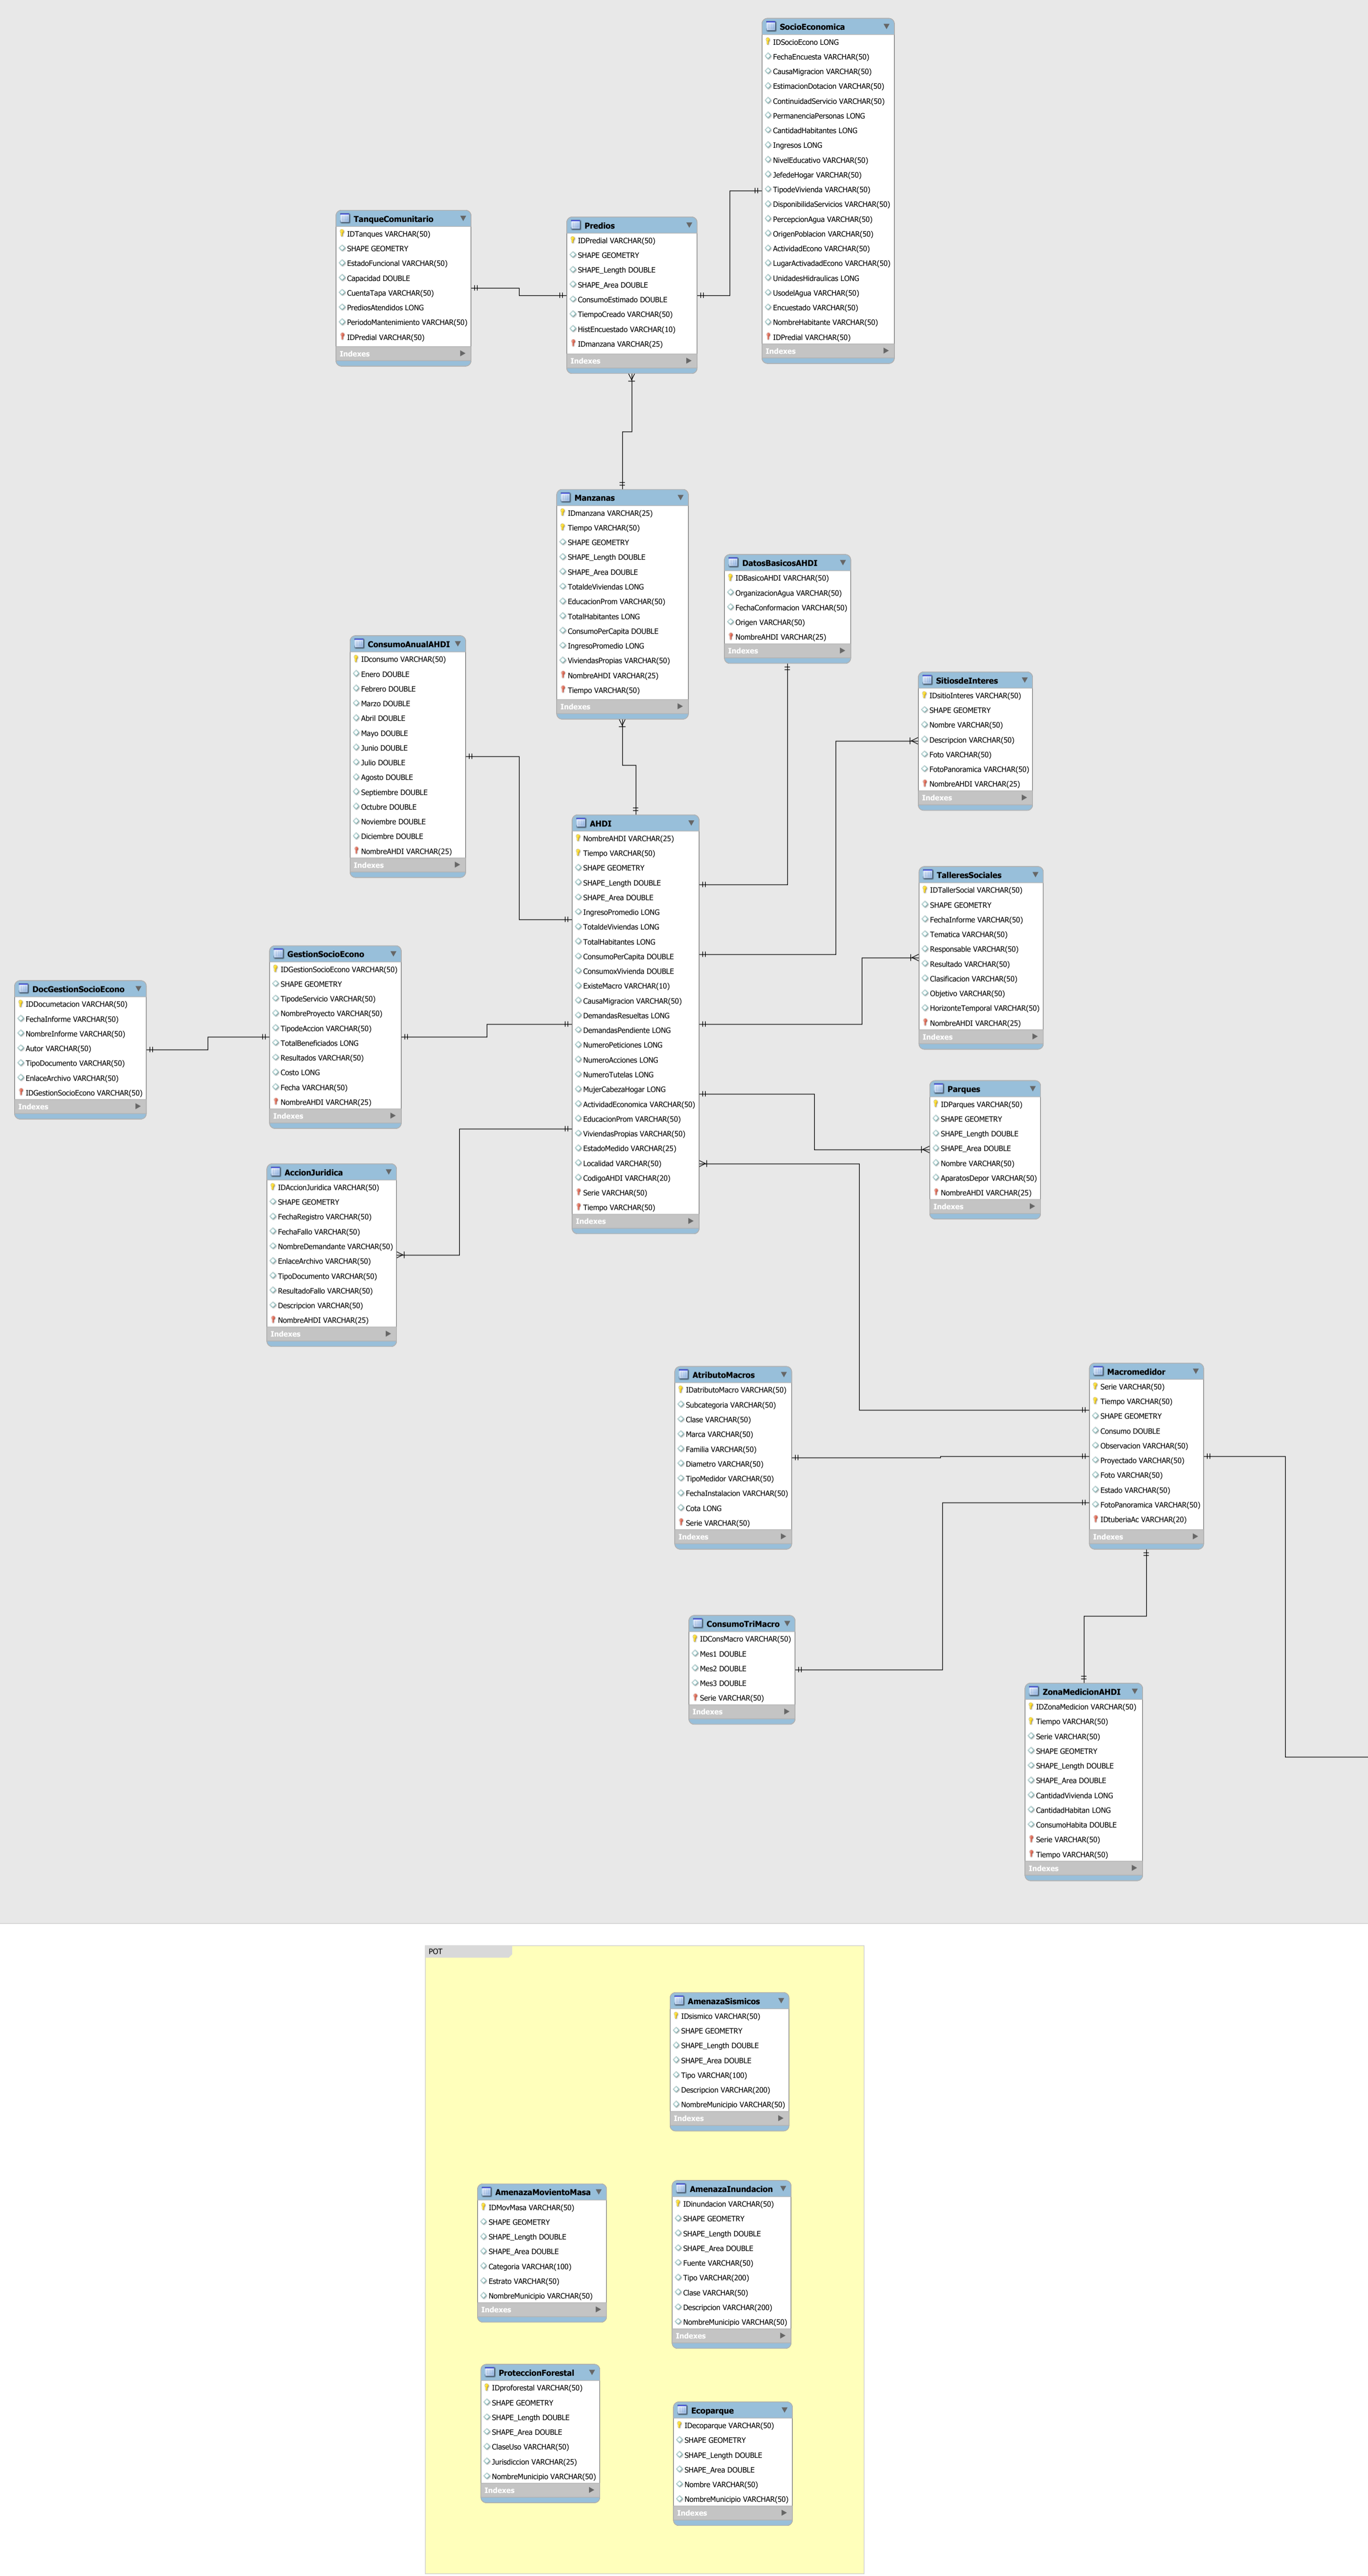 SocioEconomica
IDSocioEcono LONG
FechaEncuesta VARCHAR(50)
CausaMigracion VARCHAR(50)
EstimacionDotacion VARCHAR(50)
ContinuidadServicio VARCHAR(50)
PermanenciaPersonas LONG
CantidadHabitantes LONG
Ingresos LONG
NivelEducativo VARCHAR(50)
JefedeHogar VARCHAR(50)
TipodeVivienda VARCHAR(50)
DisponibilidaServicios VARCHAR(50)
PercepcionAgua VARCHAR(50)
OrigenPoblacion VARCHAR(50)
ActividadEcono VARCHAR(50)
LugarActivadadEcono VARCHAR(50)
UnidadesHidraulicas LONG
UsodelAgua VARCHAR(50)
Encuestado VARCHAR(50)
NombreHabitante VARCHAR(50)
IDPredial VARCHAR(50)
Indexes
TanqueComunitario
IDTanques VARCHAR(50)
SHAPE GEOMETRY
EstadoFuncional VARCHAR(50)
Capacidad DOUBLE
CuentaTapa VARCHAR(50)
PrediosAtendidos LONG
PeriodoMantenimiento VARCHAR(50)
IDPredial VARCHAR(50)
Indexes
Predios
IDPredial VARCHAR(50)
SHAPE GEOMETRY
SHAPE_Length DOUBLE
SHAPE_Area DOUBLE
ConsumoEstimado DOUBLE
TiempoCreado VARCHAR(50)
HistEncuestado VARCHAR(10)
IDmanzana VARCHAR(25)
Indexes
Manzanas
IDmanzana VARCHAR(25)
Tiempo VARCHAR(50)
SHAPE GEOMETRY
SHAPE_Length DOUBLE
SHAPE_Area DOUBLE
TotaldeViviendas LONG
EducacionProm VARCHAR(50)
TotalHabitantes LONG
ConsumoPerCapita DOUBLE
IngresoPromedio LONG
ViviendasPropias VARCHAR(50)
NombreAHDI VARCHAR(25)
Tiempo VARCHAR(50)
Indexes
DatosBasicosAHDI
IDBasicoAHDI VARCHAR(50)
OrganizacionAgua VARCHAR(50)
FechaConformacion VARCHAR(50)
Origen VARCHAR(50)
NombreAHDI VARCHAR(25)
Indexes
ConsumoAnualAHDI
IDconsumo VARCHAR(50)
Enero DOUBLE
Febrero DOUBLE
Marzo DOUBLE
Abril DOUBLE
Mayo DOUBLE
Junio DOUBLE
Julio DOUBLE
Agosto DOUBLE
Septiembre DOUBLE
Octubre DOUBLE
Noviembre DOUBLE
Diciembre DOUBLE
NombreAHDI VARCHAR(25)
Indexes
SitiosdeInteres
IDsitioInteres VARCHAR(50)
SHAPE GEOMETRY
Nombre VARCHAR(50)
Descripcion VARCHAR(50)
Foto VARCHAR(50)
FotoPanoramica VARCHAR(50)
NombreAHDI VARCHAR(25)
Indexes
AHDI
NombreAHDI VARCHAR(25)
Tiempo VARCHAR(50)
SHAPE GEOMETRY
SHAPE_Length DOUBLE
SHAPE_Area DOUBLE
IngresoPromedio LONG
TotaldeViviendas LONG
TotalHabitantes LONG
ConsumoPerCapita DOUBLE
ConsumoxVivienda DOUBLE
ExisteMacro VARCHAR(10)
CausaMigracion VARCHAR(50)
DemandasResueltas LONG
DemandasPendiente LONG
NumeroPeticiones LONG
NumeroAcciones LONG
NumeroTutelas LONG
MujerCabezaHogar LONG
ActividadEconomica VARCHAR(50)
EducacionProm VARCHAR(50)
ViviendasPropias VARCHAR(50)
EstadoMedido VARCHAR(25)
Localidad VARCHAR(50)
CodigoAHDI VARCHAR(20)
Serie VARCHAR(50)
Tiempo VARCHAR(50)
Indexes
TalleresSociales
IDTallerSocial VARCHAR(50)
SHAPE GEOMETRY
FechaInforme VARCHAR(50)
Tematica VARCHAR(50)
Responsable VARCHAR(50)
Resultado VARCHAR(50)
Clasificacion VARCHAR(50)
Objetivo VARCHAR(50)
HorizonteTemporal VARCHAR(50)
NombreAHDI VARCHAR(25)
Indexes
GestionSocioEcono
IDGestionSocioEcono VARCHAR(50)
SHAPE GEOMETRY
TipodeServicio VARCHAR(50)
NombreProyecto VARCHAR(50)
TipodeAccion VARCHAR(50)
TotalBeneficiados LONG
Resultados VARCHAR(50)
Costo LONG
Fecha VARCHAR(50)
NombreAHDI VARCHAR(25)
Indexes
DocGestionSocioEcono
IDDocumetacion VARCHAR(50)
FechaInforme VARCHAR(50)
NombreInforme VARCHAR(50)
Autor VARCHAR(50)
TipoDocumento VARCHAR(50)
EnlaceArchivo VARCHAR(50)
IDGestionSocioEcono VARCHAR(50)
Indexes
Parques
IDParques VARCHAR(50)
SHAPE GEOMETRY
SHAPE_Length DOUBLE
SHAPE_Area DOUBLE
Nombre VARCHAR(50)
AparatosDepor VARCHAR(50)
NombreAHDI VARCHAR(25)
Indexes
AccionJuridica
IDAccionJuridica VARCHAR(50)
SHAPE GEOMETRY
FechaRegistro VARCHAR(50)
FechaFallo VARCHAR(50)
NombreDemandante VARCHAR(50)
EnlaceArchivo VARCHAR(50)
TipoDocumento VARCHAR(50)
ResultadoFallo VARCHAR(50)
Descripcion VARCHAR(50)
NombreAHDI VARCHAR(25)
Indexes
AtributoMacros
IDatributoMacro VARCHAR(50)
Subcategoria VARCHAR(50)
Clase VARCHAR(50)
Marca VARCHAR(50)
Familia VARCHAR(50)
Diametro VARCHAR(50)
TipoMedidor VARCHAR(50)
FechaInstalacion VARCHAR(50)
Cota LONG
Serie VARCHAR(50)
Indexes
Macromedidor
Serie VARCHAR(50)
Tiempo VARCHAR(50)
SHAPE GEOMETRY
Consumo DOUBLE
Observacion VARCHAR(50)
Proyectado VARCHAR(50)
Foto VARCHAR(50)
Estado VARCHAR(50)
FotoPanoramica VARCHAR(50)
IDtuberiaAc VARCHAR(20)
Indexes
ConsumoTriMacro
IDConsMacro VARCHAR(50)
Mes1 DOUBLE
Mes2 DOUBLE
Mes3 DOUBLE
Serie VARCHAR(50)
Indexes
ZonaMedicionAHDI
IDZonaMedicion VARCHAR(50)
Tiempo VARCHAR(50)
Serie VARCHAR(50)
SHAPE GEOMETRY
SHAPE_Length DOUBLE
SHAPE_Area DOUBLE
CantidadVivienda LONG
CantidadHabitan LONG
ConsumoHabita DOUBLE
Serie VARCHAR(50)
Tiempo VARCHAR(50)
Indexes
POT
AmenazaSismicos
IDsismico VARCHAR(50)
SHAPE GEOMETRY
SHAPE_Length DOUBLE
SHAPE_Area DOUBLE
Tipo VARCHAR(100)
Descripcion VARCHAR(200)
NombreMunicipio VARCHAR(50)
Indexes
AmenazaMovientoMasa
IDMovMasa VARCHAR(50)
SHAPE GEOMETRY
SHAPE_Length DOUBLE
SHAPE_Area DOUBLE
Categoria VARCHAR(100)
Estrato VARCHAR(50)
NombreMunicipio VARCHAR(50)
Indexes
AmenazaInundacion
IDinundacion VARCHAR(50)
SHAPE GEOMETRY
SHAPE_Length DOUBLE
SHAPE_Area DOUBLE
Fuente VARCHAR(50)
Tipo VARCHAR(200)
Clase VARCHAR(50)
Descripcion VARCHAR(200)
NombreMunicipio VARCHAR(50)
Indexes
ProteccionForestal
IDproforestal VARCHAR(50)
SHAPE GEOMETRY
SHAPE_Length DOUBLE
SHAPE_Area DOUBLE
ClaseUso VARCHAR(50)
Jurisdiccion VARCHAR(25)
NombreMunicipio VARCHAR(50)
Indexes
Ecoparque
IDecoparque VARCHAR(50)
SHAPE GEOMETRY
SHAPE_Length DOUBLE
SHAPE_Area DOUBLE
Nombre VARCHAR(50)
NombreMunicipio VARCHAR(50)
Indexes